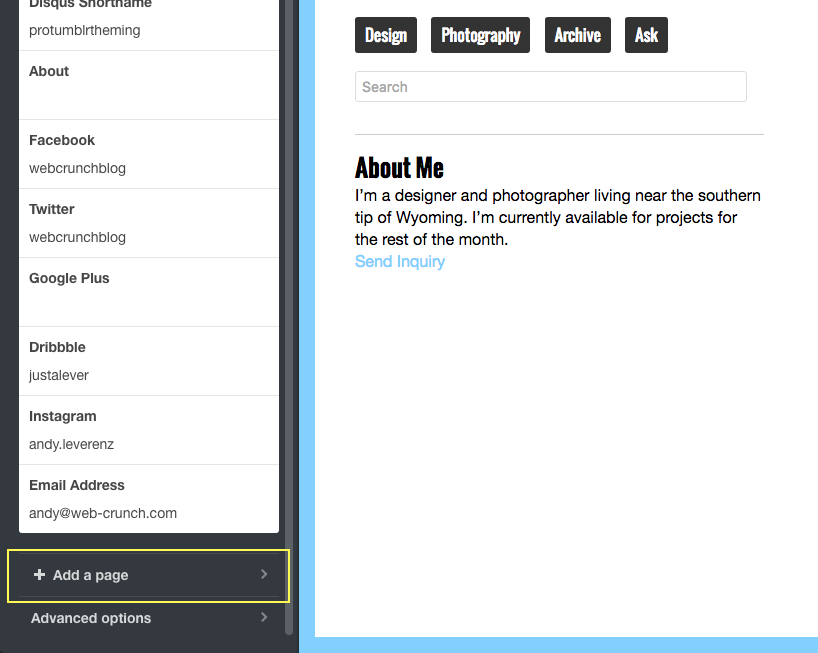 Disqus Shortname
protumblrtheming
About
Facebook
webcrunchblog
Twitter
webcrunchblog
Google Plus
Dribbble
justalever
Instagram
andy.leverenz
Email Address
andy@web-crunch.com
+ Add a page
Advanced options
Design Photography Archive Ask
Search
About Me
I'm a designer and photographer living near the southern
tip of Wyoming. I'm currently available for projects for
the rest of the month.
Send Inquiry